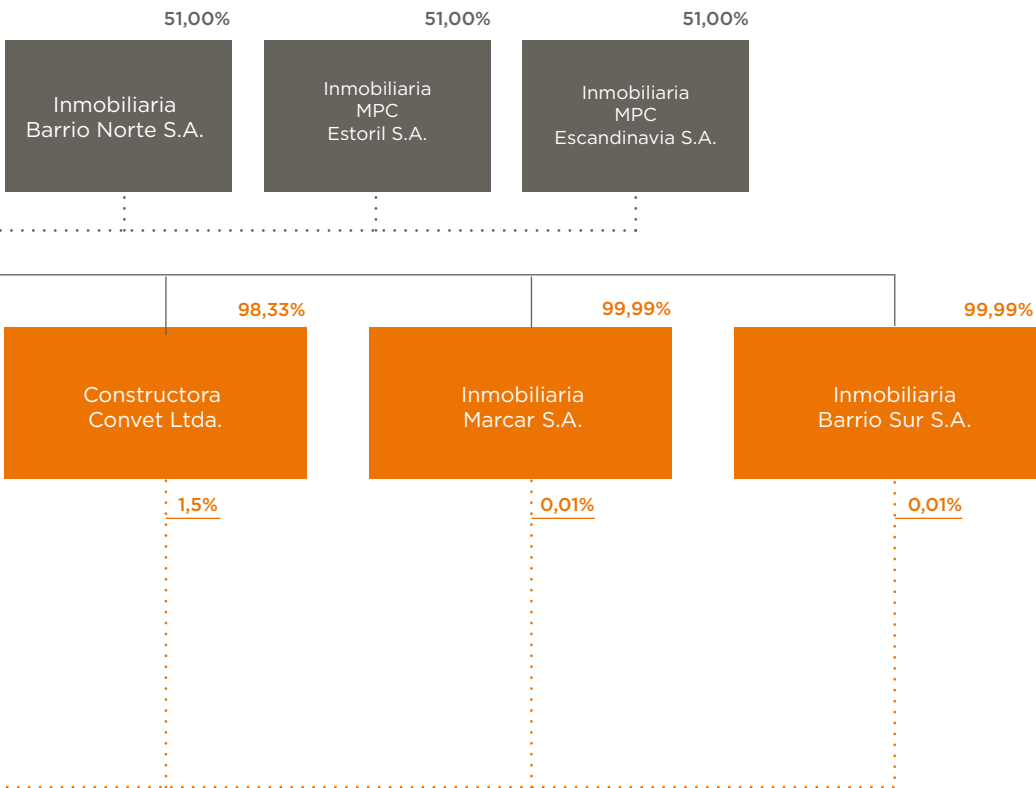 51,00%
51,00%
51,00%
Inmobiliaria
Barrio Norte S.A.
Inmobiliaria
MPC
Estoril S.A.
Inmobiliaria
MPC
Escandinavia S.A.
98,33%
99,99%
99,99%
Constructora
Convet Ltda.
Inmobiliaria
Marcar S.A.
Inmobiliaria
Barrio Sur S.A.
1,5%
0,01%
0,01%